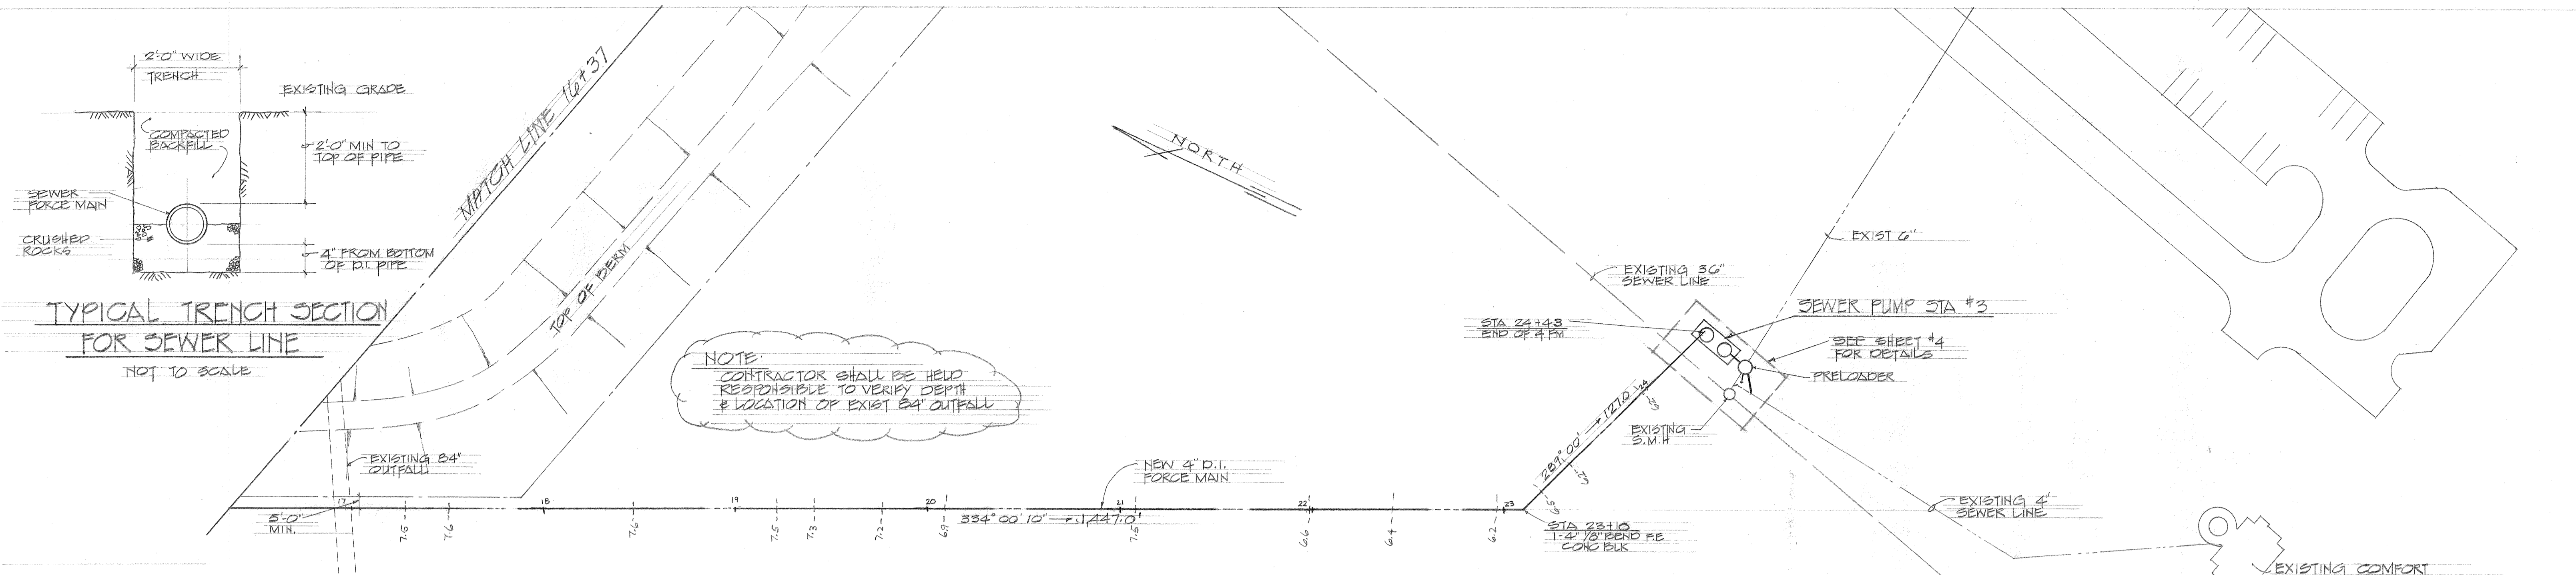 2'-0" WIDE
TRENCH
EXISTING GRADE
COMPACTED
BACKFILL
2'-0" MIN TO
TOP OF PIPE
SEWER
FORCE MAIN
CRUSHED
ROCKS
4" FROM BOTTOM
OF D.I. PIPE
TYPICAL TRENCH SECTION
FOR SEWER LINE
NOT TO SCALE
MATCH LINE 16+37
TOP OF BERM
EXISTING 84"
OUTFALL
5'-0"
MIN.
NOTE:
CONTRACTOR SHALL BE HELD
RESPONSIBLE TO VERIFY DEPTH
& LOCATION OF EXIST 84" OUTFALL
NORTH
NEW 4" D.I.
FORCE MAIN
17
18
19
20
21
22
23
24
7.5
7.6
7.6
7.5
7.3
7.2
6.9
7.5
6.6
6.4
6.2
334° 00' 10" → 1,447.0'
289° 00' → 127.0'
STA 23+10
1-4" 1/8" BEND F.E
CONC BLK
STA 24+43
END OF 4 FM
EXISTING 36"
SEWER LINE
EXIST 6"
SEWER PUMP STA #3
SEE SHEET #4
FOR DETAILS
PRELOADER
EXISTING
S.M.H
EXISTING 4"
SEWER LINE
EXISTING COMFORT